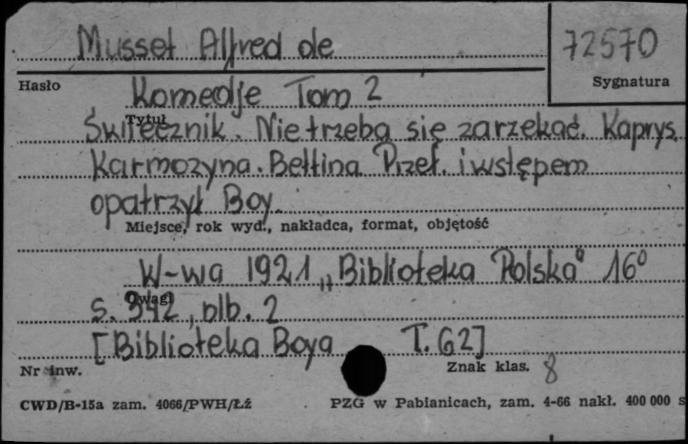 Musset Alfred de
72570
Hasło
Sygnatura
Komedje Tom 2
Tytuł
Świecznik. Nie trzeba się zarzekać. Kaprys.
Karmozyna. Bettina Przeł. i wstępem
opatrzył Boy.
Miejsce, rok wyd., nakładca, format, objętość
W-wa 1921 „Biblioteka Polska" 16°
Uwagi
s. 342, nlb. 2
[Biblioteka Boya T. 62]
Nr inw.
Znak klas. 8
CWD/B-15a zam. 4066/PWH/Łź
PZG w Pabianicach, zam. 4-66 nakł. 400 000 s